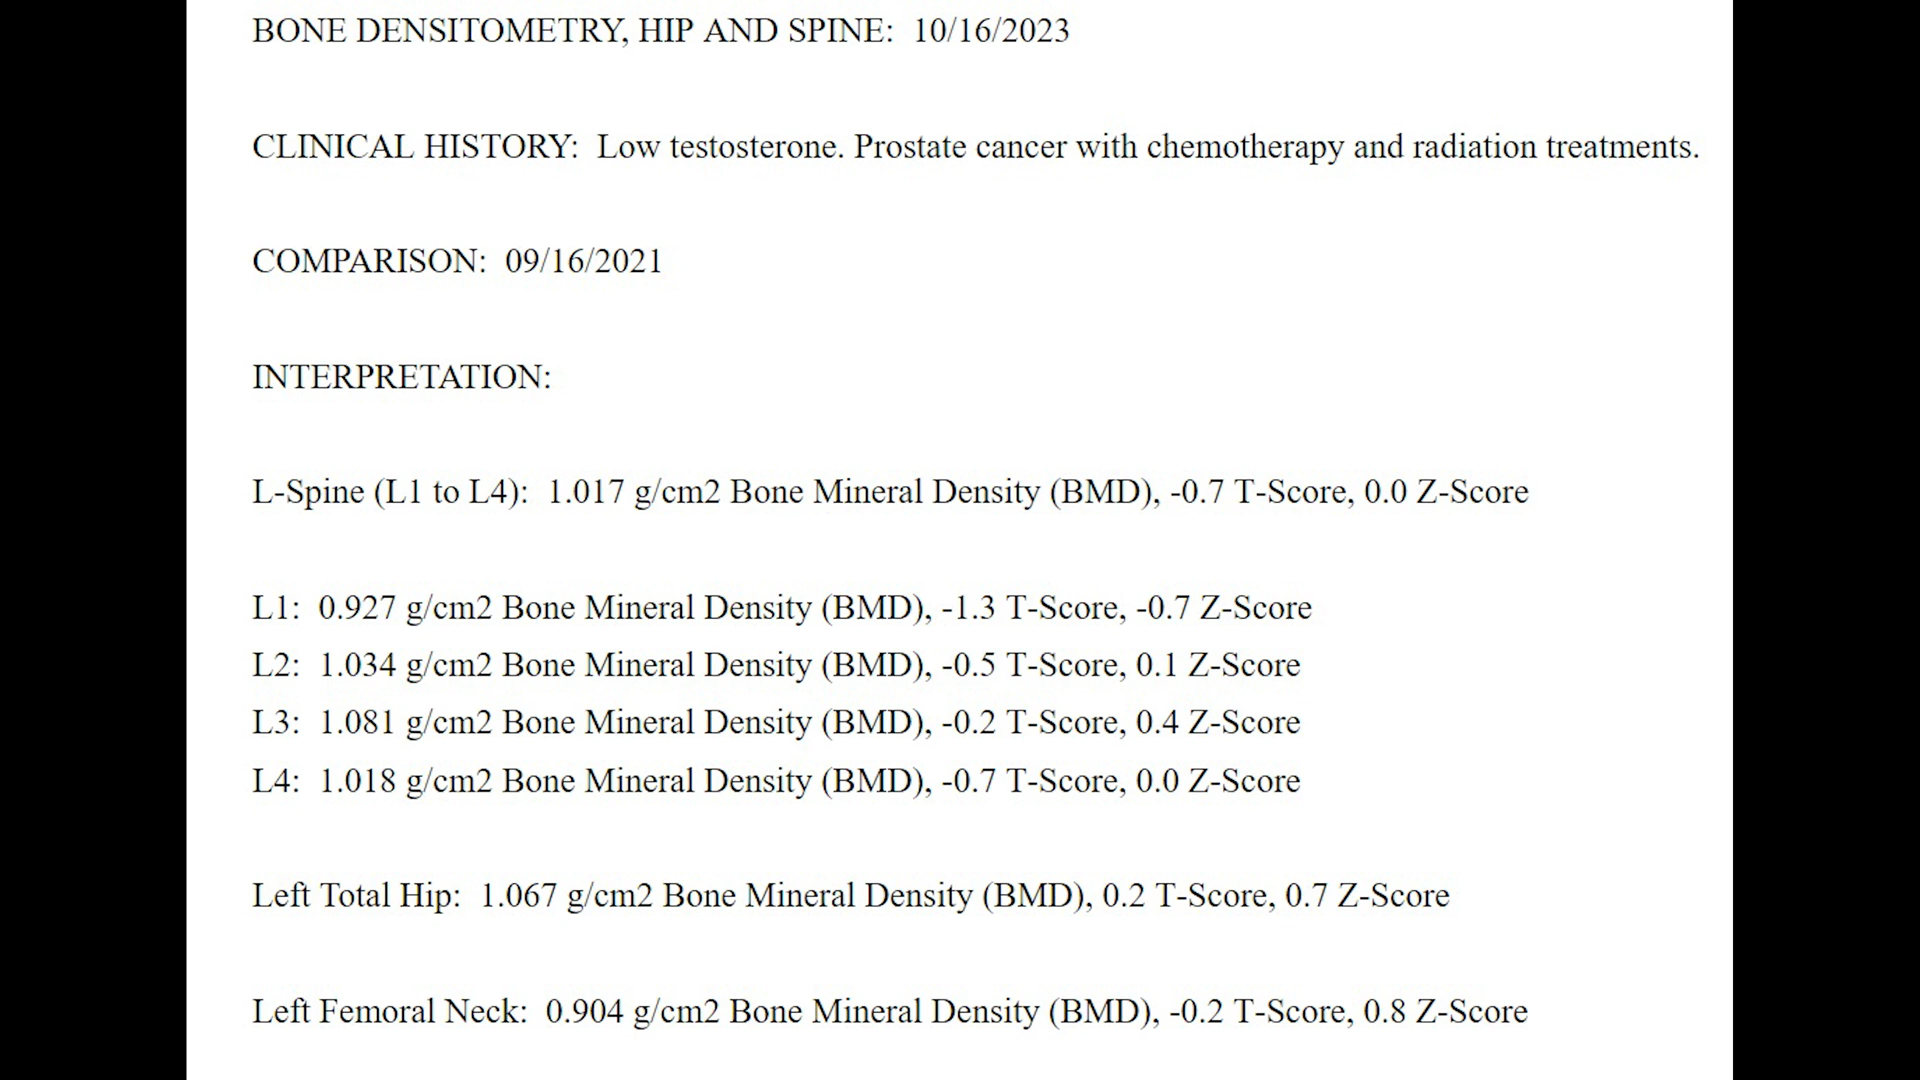 BONE DENSITOMETRY, HIP AND SPINE:  10/16/2023
CLINICAL HISTORY:  Low testosterone. Prostate cancer with chemotherapy and radiation treatments.
COMPARISON:  09/16/2021
INTERPRETATION:
L-Spine (L1 to L4):  1.017 g/cm2 Bone Mineral Density (BMD), -0.7 T-Score, 0.0 Z-Score
L1:  0.927 g/cm2 Bone Mineral Density (BMD), -1.3 T-Score, -0.7 Z-Score
L2:  1.034 g/cm2 Bone Mineral Density (BMD), -0.5 T-Score, 0.1 Z-Score
L3:  1.081 g/cm2 Bone Mineral Density (BMD), -0.2 T-Score, 0.4 Z-Score
L4:  1.018 g/cm2 Bone Mineral Density (BMD), -0.7 T-Score, 0.0 Z-Score
Left Total Hip:  1.067 g/cm2 Bone Mineral Density (BMD), 0.2 T-Score, 0.7 Z-Score
Left Femoral Neck:  0.904 g/cm2 Bone Mineral Density (BMD), -0.2 T-Score, 0.8 Z-Score